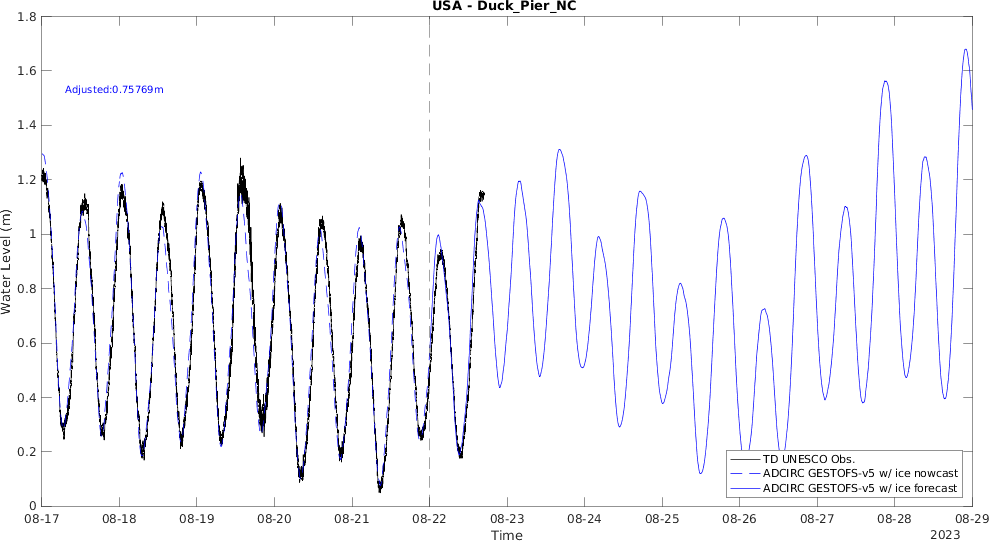 USA - Duck_Pier_NC
1.8
1.6
1.4
1.2
1
0.8
0.6
0.4
0.2
0
Water Level (m)
Adjusted:0.75769m
TD UNESCO Obs.
ADCIRC GESTOFS-v5 w/ ice nowcast
ADCIRC GESTOFS-v5 w/ ice forecast
08-17 08-18 08-19 08-20 08-21 08-22 08-23 08-24 08-25 08-26 08-27 08-28 08-29
Time
2023